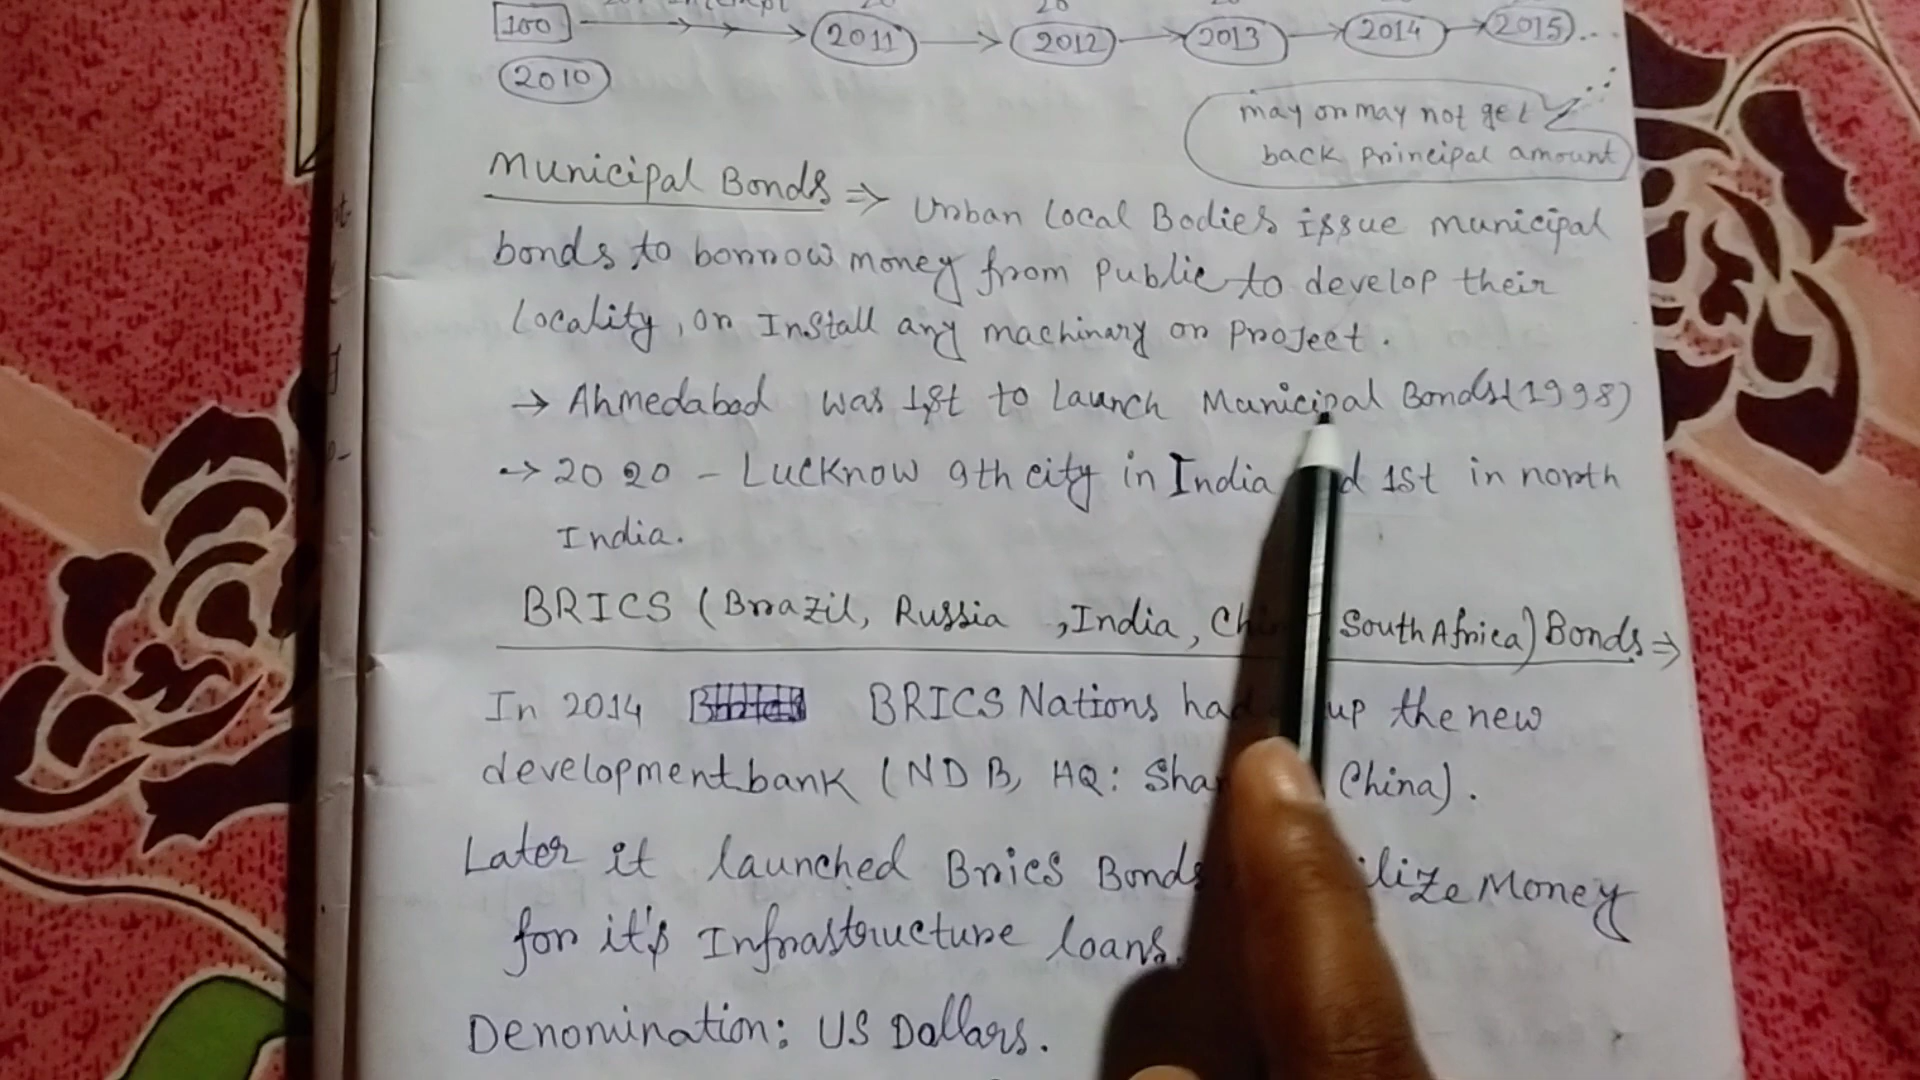 100 2011 2012 2013 2014 2015...
2010
may or may not get
back principal amount
Municipal Bonds ⇒ Urban Local Bodies issue municipal
bonds to borrow money from public to develop their
locality, or Install any machinary or project.
→ Ahmedabad was 1st to launch Municipal Bonds (1998)
→ 2020 - Lucknow 9th city in India 1st in north
India.
BRICS (Brazil, Russia, India, South Africa) Bonds ⇒
In 2014 BRICS Nations had up the new
development bank (NDB, HQ: China).
Later it launched Brics Bonds Money
for it's Infrastructure loans.
Denomination: US Dollars.